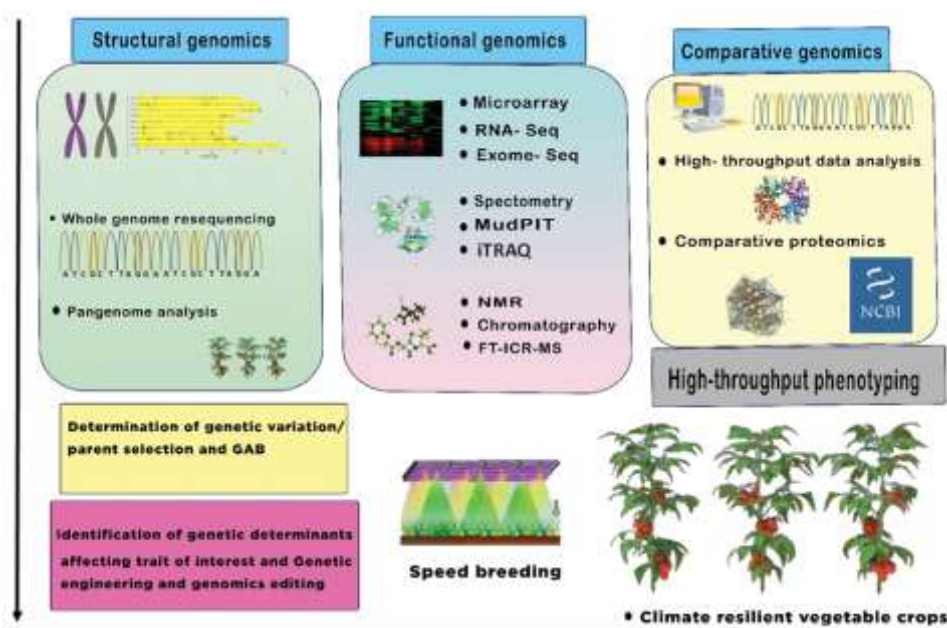 Structural genomics
Functional genomics
Comparative genomics
• Whole genome resequencing
A T C G C T T A G G A A T C G C T T A G G A
• Pangenome analysis
• Microarray
• RNA- Seq
• Exome- Seq
• Spectometry
• MudPIT
• iTRAQ
• NMR
• Chromatography
• FT-ICR-MS
• High- throughput data analysis
• Comparative proteomics
NCBI
High-throughput phenotyping
Determination of genetic variation/
parent selection and GAB
Identification of genetic determinants
affecting trait of interest and Genetic
engineering and genomics editing
Speed breeding
• Climate resilient vegetable crops